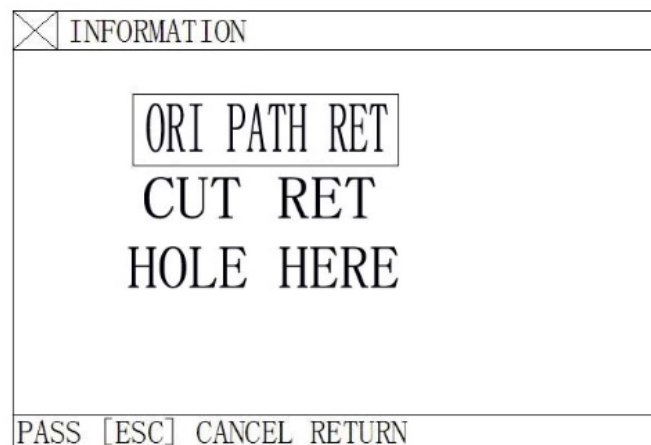 INFORMATION
ORI PATH RET
CUT RET
HOLE HERE
PASS [ESC] CANCEL RETURN